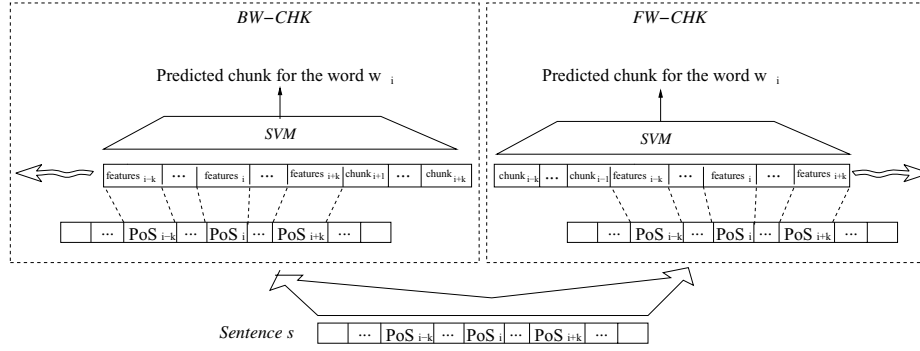 BW−CHK
Predicted chunk for the word w i
SVM
features i−k ... features i ... features i+k chunk i+1 ... chunk i+k
... PoS i−k ... PoS i ... PoS i+k ...
FW−CHK
Predicted chunk for the word w i
SVM
chunk i−k ... chunk i−1 features i−k ... features i ... features i+k
... PoS i−k ... PoS i ... PoS i+k ...
Sentence s ... PoS i−k ... PoS i ... PoS i+k ...